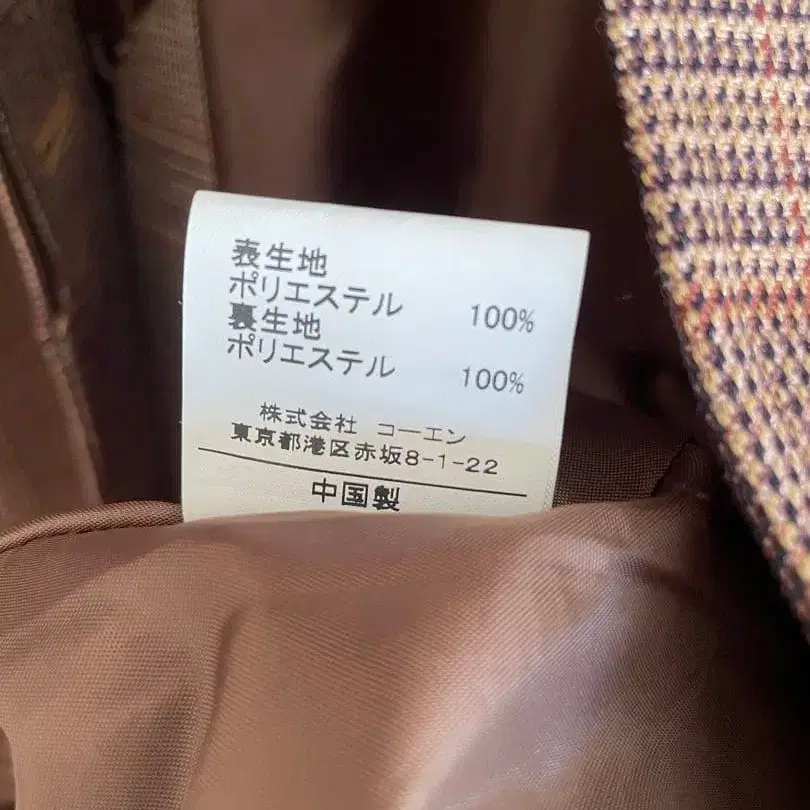 表生地
ポリエステル 100%
裏生地
ポリエステル 100%
株式会社 コーエン
東京都港区赤坂8-1-22
中国製